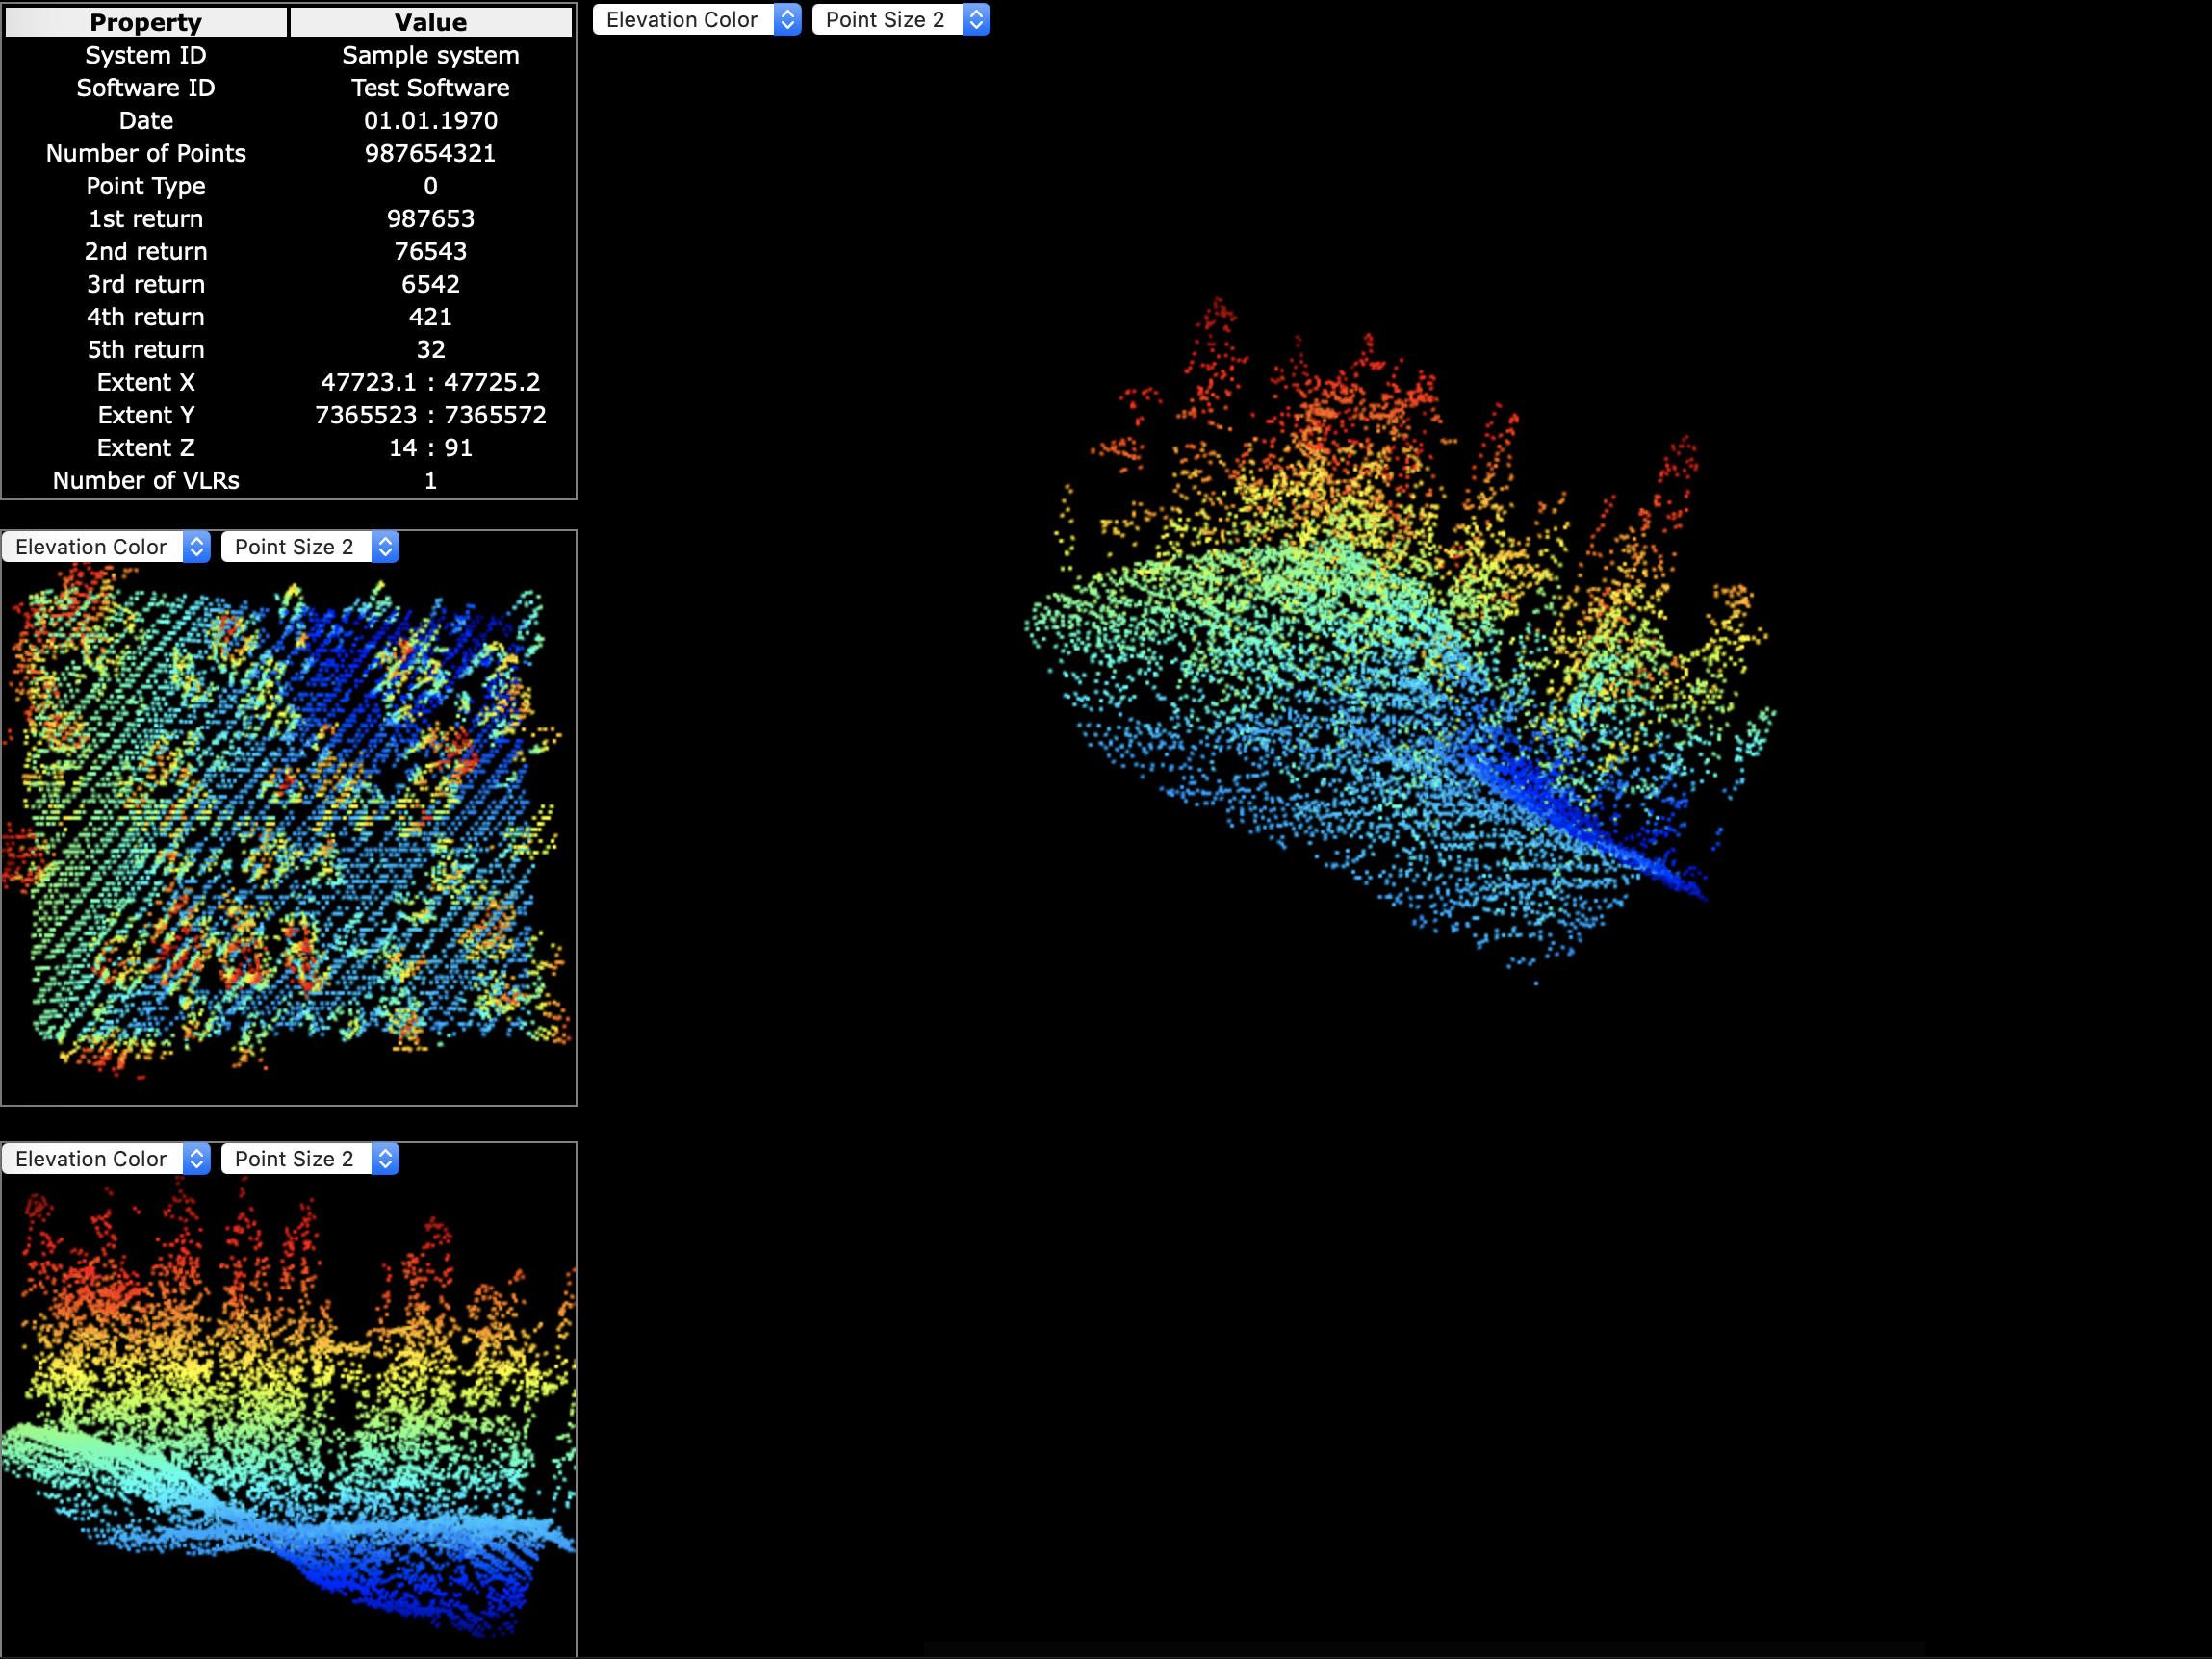 Property Value
System ID Sample system
Software ID Test Software
Date 01.01.1970
Number of Points 987654321
Point Type 0
1st return 987653
2nd return 76543
3rd return 6542
4th return 421
5th return 32
Extent X 47723.1 : 47725.2
Extent Y 7365523 : 7365572
Extent Z 14 : 91
Number of VLRs 1
Elevation Color Point Size 2
Elevation Color Point Size 2
Elevation Color Point Size 2